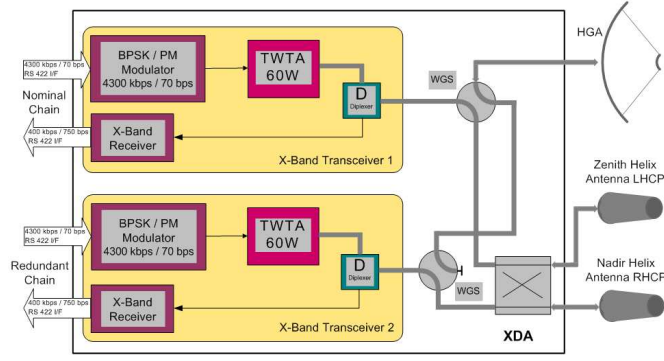 4300 kbps / 70 bps
RS 422 I/F
Nominal
Chain
400 kbps / 750 bps
RS 422 I/F
BPSK / PM
Modulator
4300 kbps / 70 bps
TWTA
60W
D
Diplexer
X-Band
Receiver
X-Band Transceiver 1
WGS
HGA
4300 kbps / 70 bps
RS 422 I/F
Redundant
Chain
400 kbps / 750 bps
RS 422 I/F
BPSK / PM
Modulator
4300 kbps / 70 bps
TWTA
60W
D
Diplexer
X-Band
Receiver
X-Band Transceiver 2
WGS
XDA
Zenith Helix
Antenna LHCP
Nadir Helix
Antenna RHCP